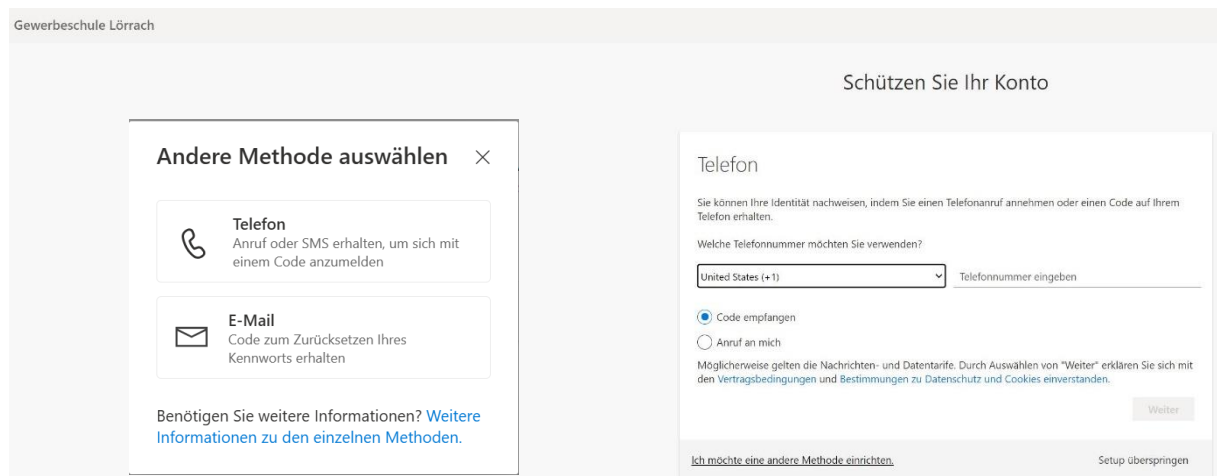 Gewerbeschule Lörrach
Andere Methode auswählen
Telefon
Anruf oder SMS erhalten, um sich mit
einem Code anzumelden
E-Mail
Code zum Zurücksetzen Ihres
Kennworts erhalten
Benötigen Sie weitere Informationen? Weitere
Informationen zu den einzelnen Methoden.
Schützen Sie Ihr Konto
Telefon
Sie können Ihre Identität nachweisen, indem Sie einen Telefonanruf annehmen oder einen Code auf Ihrem
Telefon erhalten.
Welche Telefonnummer möchten Sie verwenden?
United States (+1)
Telefonnummer eingeben
Code empfangen
Anruf an mich
Möglicherweise gelten die Nachrichten- und Datentarife. Durch Auswählen von "Weiter" erklären Sie sich mit
den Vertragsbedingungen und Bestimmungen zu Datenschutz und Cookies einverstanden.
Weiter
Ich möchte eine andere Methode einrichten.
Setup überspringen